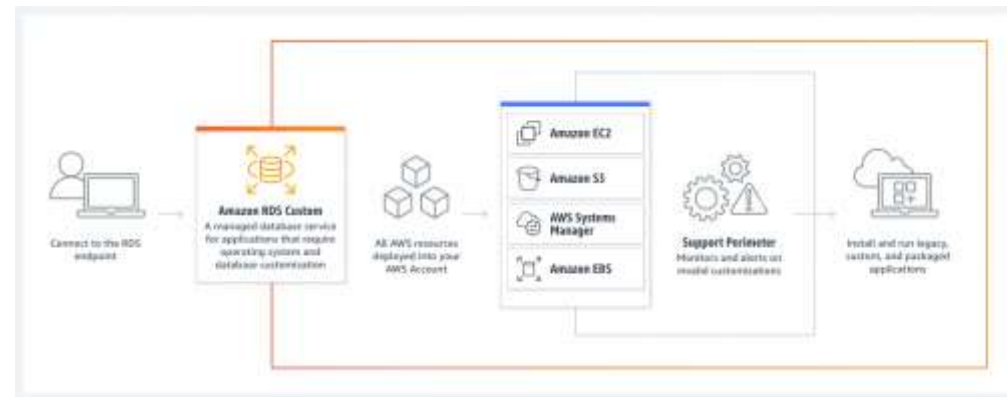 Connect to the RDS
endpoint
Amazon RDS Custom
A managed database service
for applications that require
operating system and
database customization
All AWS resources
deployed into your
AWS Account
Amazon EC2
Amazon S3
AWS Systems
Manager
Amazon EBS
Support Perimeter
Monitors and alerts on
invalid customizations
Install and run legacy,
custom, and packaged
applications